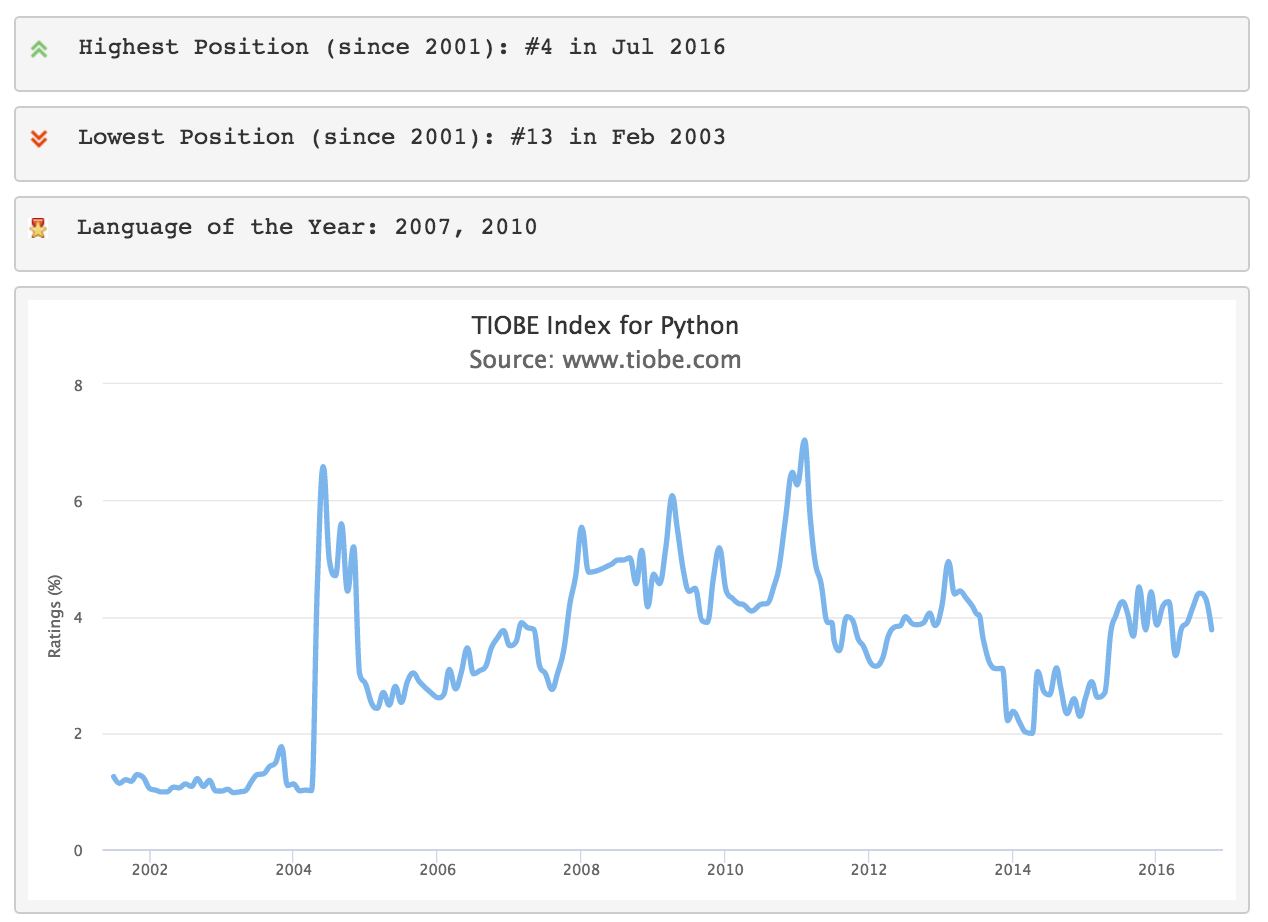 Highest Position (since 2001): #4 in Jul 2016
Lowest Position (since 2001): #13 in Feb 2003
Language of the Year: 2007, 2010
TIOBE Index for Python
Source: www.tiobe.com
8
6
4
2
0
Ratings (%)
2002 2004 2006 2008 2010 2012 2014 2016